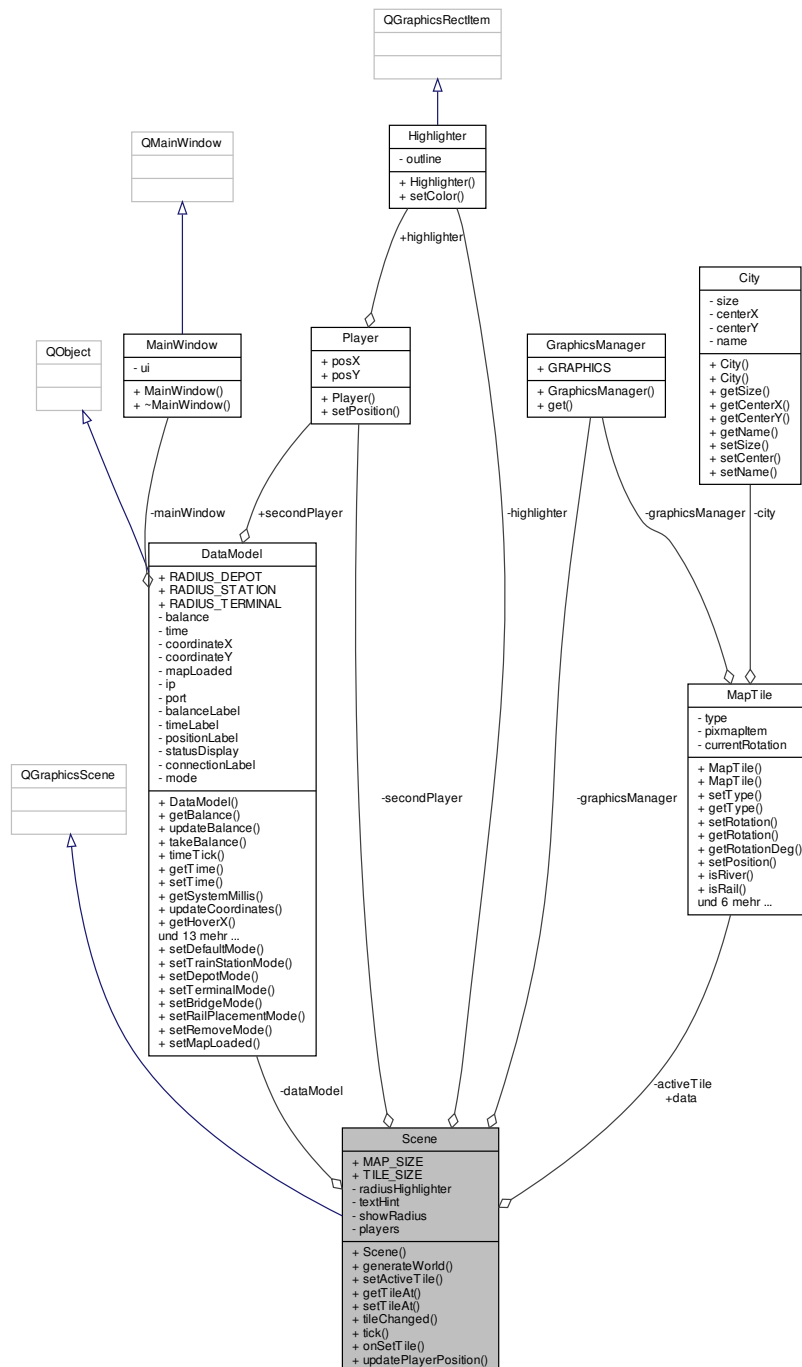 QGraphicsRectItem
Highlighter
- outline
+ Highlighter()
+ setColor()
QMainWindow
+highlighter
City
- size
- centerX
- centerY
- name
+ City()
+ City()
+ getSize()
+ getCenterX()
+ getCenterY()
+ getName()
+ setSize()
+ setCenter()
+ setName()
MainWindow
- ui
+ MainWindow()
+ ~MainWindow()
Player
+ posX
+ posY
+ Player()
+ setPosition()
GraphicsManager
+ GRAPHICS
+ GraphicsManager()
+ get()
QObject
-mainWindow
+secondPlayer
-highlighter
-graphicsManager
-city
DataModel
+ RADIUS_DEPOT
+ RADIUS_STATION
+ RADIUS_TERMINAL
- balance
- time
- coordinateX
- coordinateY
- mapLoaded
- ip
- port
- balanceLabel
- timeLabel
- positionLabel
- statusDisplay
- connectionLabel
- mode
+ DataModel()
+ getBalance()
+ updateBalance()
+ takeBalance()
+ timeTick()
+ getTime()
+ setTime()
+ getSystemMillis()
+ updateCoordinates()
+ getHoverX()
und 13 mehr ...
+ setDefaultMode()
+ setTrainStationMode()
+ setDepotMode()
+ setTerminalMode()
+ setBridgeMode()
+ setRailPlacementMode()
+ setRemoveMode()
+ setMapLoaded()
MapTile
- type
- pixmapItem
- currentRotation
+ MapTile()
+ MapTile()
+ setType()
+ getType()
+ setRotation()
+ getRotation()
+ getRotationDeg()
+ setPosition()
+ isRiver()
+ isRail()
und 6 mehr ...
QGraphicsScene
-secondPlayer
-graphicsManager
-dataModel
-activeTile
+data
Scene
+ MAP_SIZE
+ TILE_SIZE
- radiusHighlighter
- textHint
- showRadius
- players
+ Scene()
+ generateWorld()
+ setActiveTile()
+ getTileAt()
+ setTileAt()
+ tileChanged()
+ tick()
+ onSetTile()
+ updatePlayerPosition()